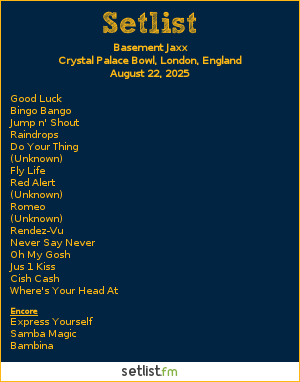 Setlist
Basement Jaxx
Crystal Palace Bowl, London, England
August 22, 2025
Good Luck
Bingo Bango
Jump n' Shout
Raindrops
Do Your Thing
(Unknown)
Fly Life
Red Alert
(Unknown)
Romeo
(Unknown)
Rendez-Vu
Never Say Never
Oh My Gosh
Jus 1 Kiss
Cish Cash
Where's Your Head At
Encore
Express Yourself
Samba Magic
Bambina
setlist.fm